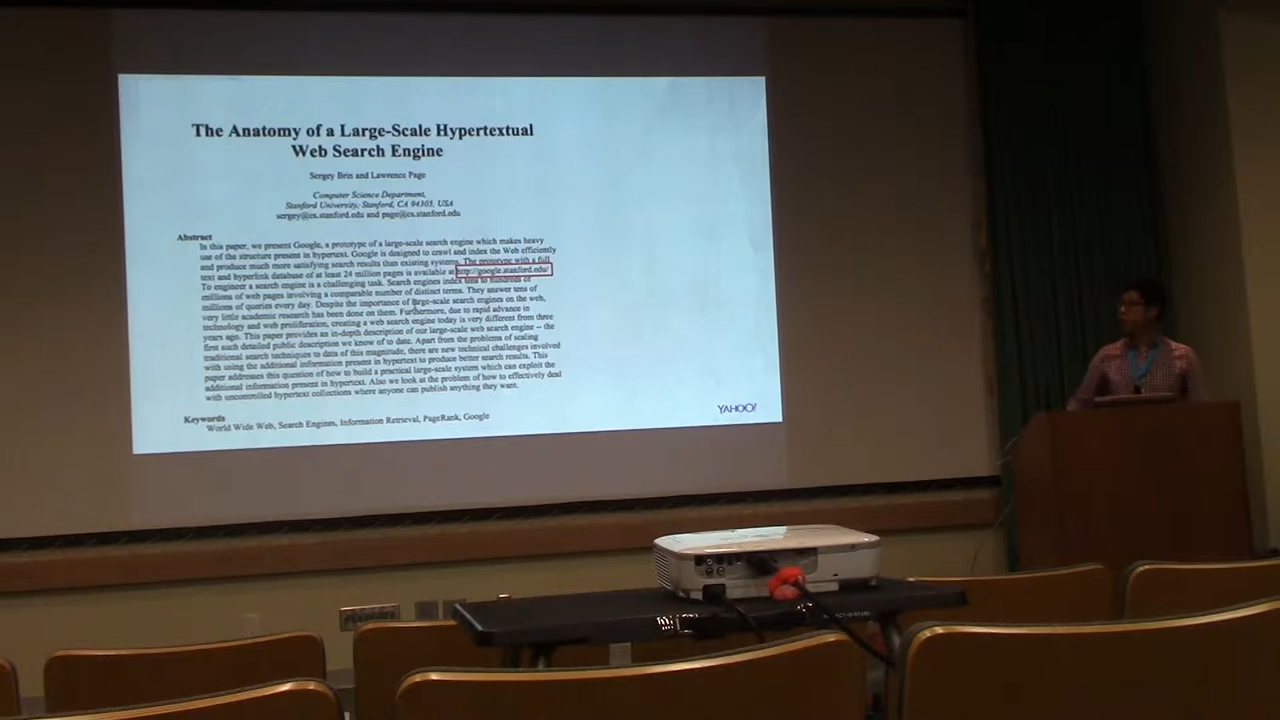 The Anatomy of a Large-Scale Hypertextual
Web Search Engine
Sergey Brin and Lawrence Page
Computer Science Department,
Stanford University, Stanford, CA 94305, USA
sergey@cs.stanford.edu and page@cs.stanford.edu
Abstract
In this paper, we present Google, a prototype of a large-scale search engine which makes heavy
use of the structure present in hypertext. Google is designed to crawl and index the Web efficiently
and produce much more satisfying search results than existing systems. The prototype with a full
text and hyperlink database of at least 24 million pages is available at http://google.stanford.edu/
To engineer a search engine is a challenging task. Search engines index tens to hundreds of
millions of web pages involving a comparable number of distinct terms. They answer tens of
millions of queries every day. Despite the importance of large-scale search engines on the web,
very little academic research has been done on them. Furthermore, due to rapid advance in
technology and web proliferation, creating a web search engine today is very different from three
years ago. This paper provides an in-depth description of our large-scale web search engine -- the
first such detailed public description we know of to date. Apart from the problems of scaling
traditional search techniques to data of this magnitude, there are new technical challenges involved
with using the additional information present in hypertext to produce better search results. This
paper addresses this question of how to build a practical large-scale system which can exploit the
additional information present in hypertext. Also we look at the problem of how to effectively deal
with uncontrolled hypertext collections where anyone can publish anything they want.
Keywords
World Wide Web, Search Engines, Information Retrieval, PageRank, Google
YAHOO!